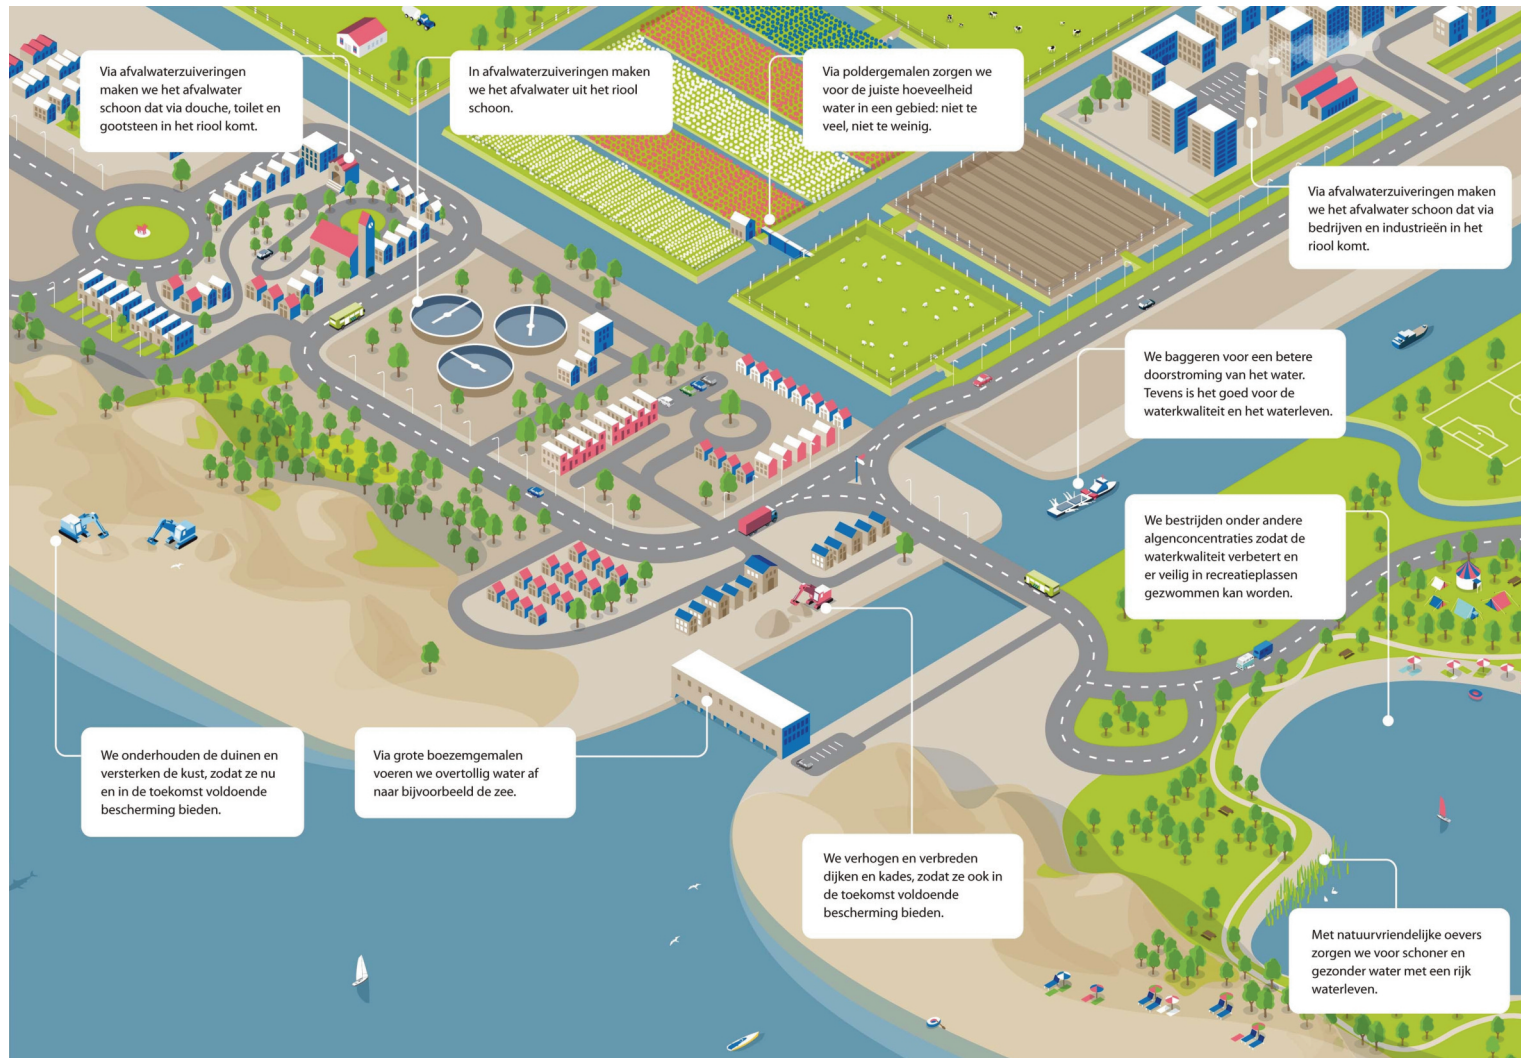 Via afvalwaterzuiveringen
maken we het afvalwater
schoon dat via douche, toilet en
gootsteen in het riool komt.
In afvalwaterzuiveringen maken
we het afvalwater uit het riool
schoon.
Via poldergemalen zorgen we
voor de juiste hoeveelheid
water in een gebied: niet te
veel, niet te weinig.
Via afvalwaterzuiveringen maken
we het afvalwater schoon dat via
bedrijven en industrieën in het
riool komt.
We baggeren voor een betere
doorstroming van het water.
Tevens is het goed voor de
waterkwaliteit en het waterleven.
We bestrijden onder andere
algenconcentraties zodat de
waterkwaliteit verbetert en
er veilig in recreatieplassen
gezwommen kan worden.
We onderhouden de duinen en
versterken de kust, zodat ze nu
en in de toekomst voldoende
bescherming bieden.
Via grote boezemgemalen
voeren we overtollig water af
naar bijvoorbeeld de zee.
We verhogen en verbreden
dijken en kades, zodat ze ook in
de toekomst voldoende
bescherming bieden.
Met natuurvriendelijke oevers
zorgen we voor schoner en
gezonder water met een rijk
waterleven.